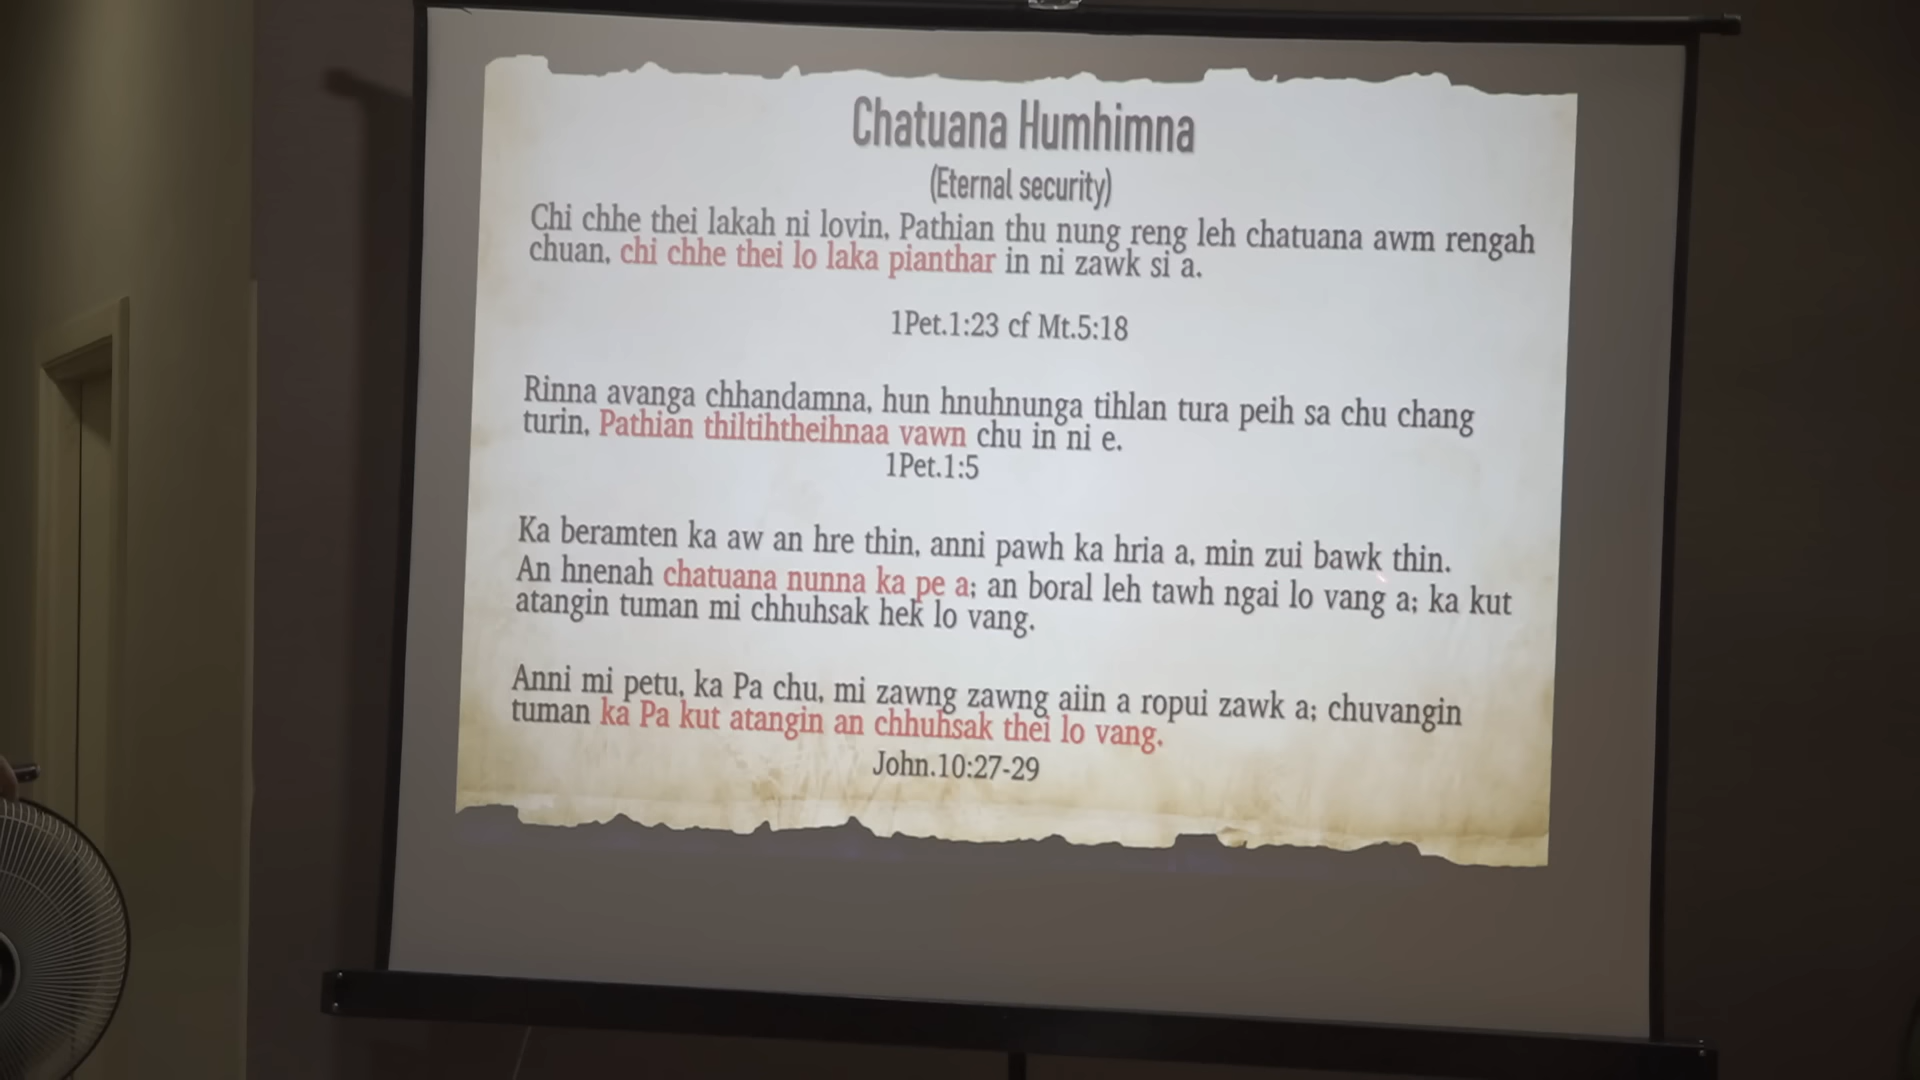 Chatuana Humhimna
(Eternal security)
Chi chhe thei lakah ni lovin, Pathian thu nung reng leh chatuana awm rengah
chuan, chi chhe thei lo laka pianthar in ni zawk si a.
1Pet.1:23 cf Mt.5:18
Rinna avanga chhandamna, hun hnuhnunga tihlan tura peih sa chu chang
turin, Pathian thiltihtheihnaa vawn chu in ni e.
1Pet.1:5
Ka beramten ka aw an hre thin, anni pawh ka hria a, min zui bawk thin.
An hnenah chatuana nunna ka pe a; an boral leh tawh ngai lo vang a; ka kut
atangin tuman mi chhuhsak hek lo vang.
Anni mi petu, ka Pa chu, mi zawng zawng aiin a ropui zawk a; chuvangin
tuman ka Pa kut atangin an chhuhsak thei lo vang.
John.10:27-29